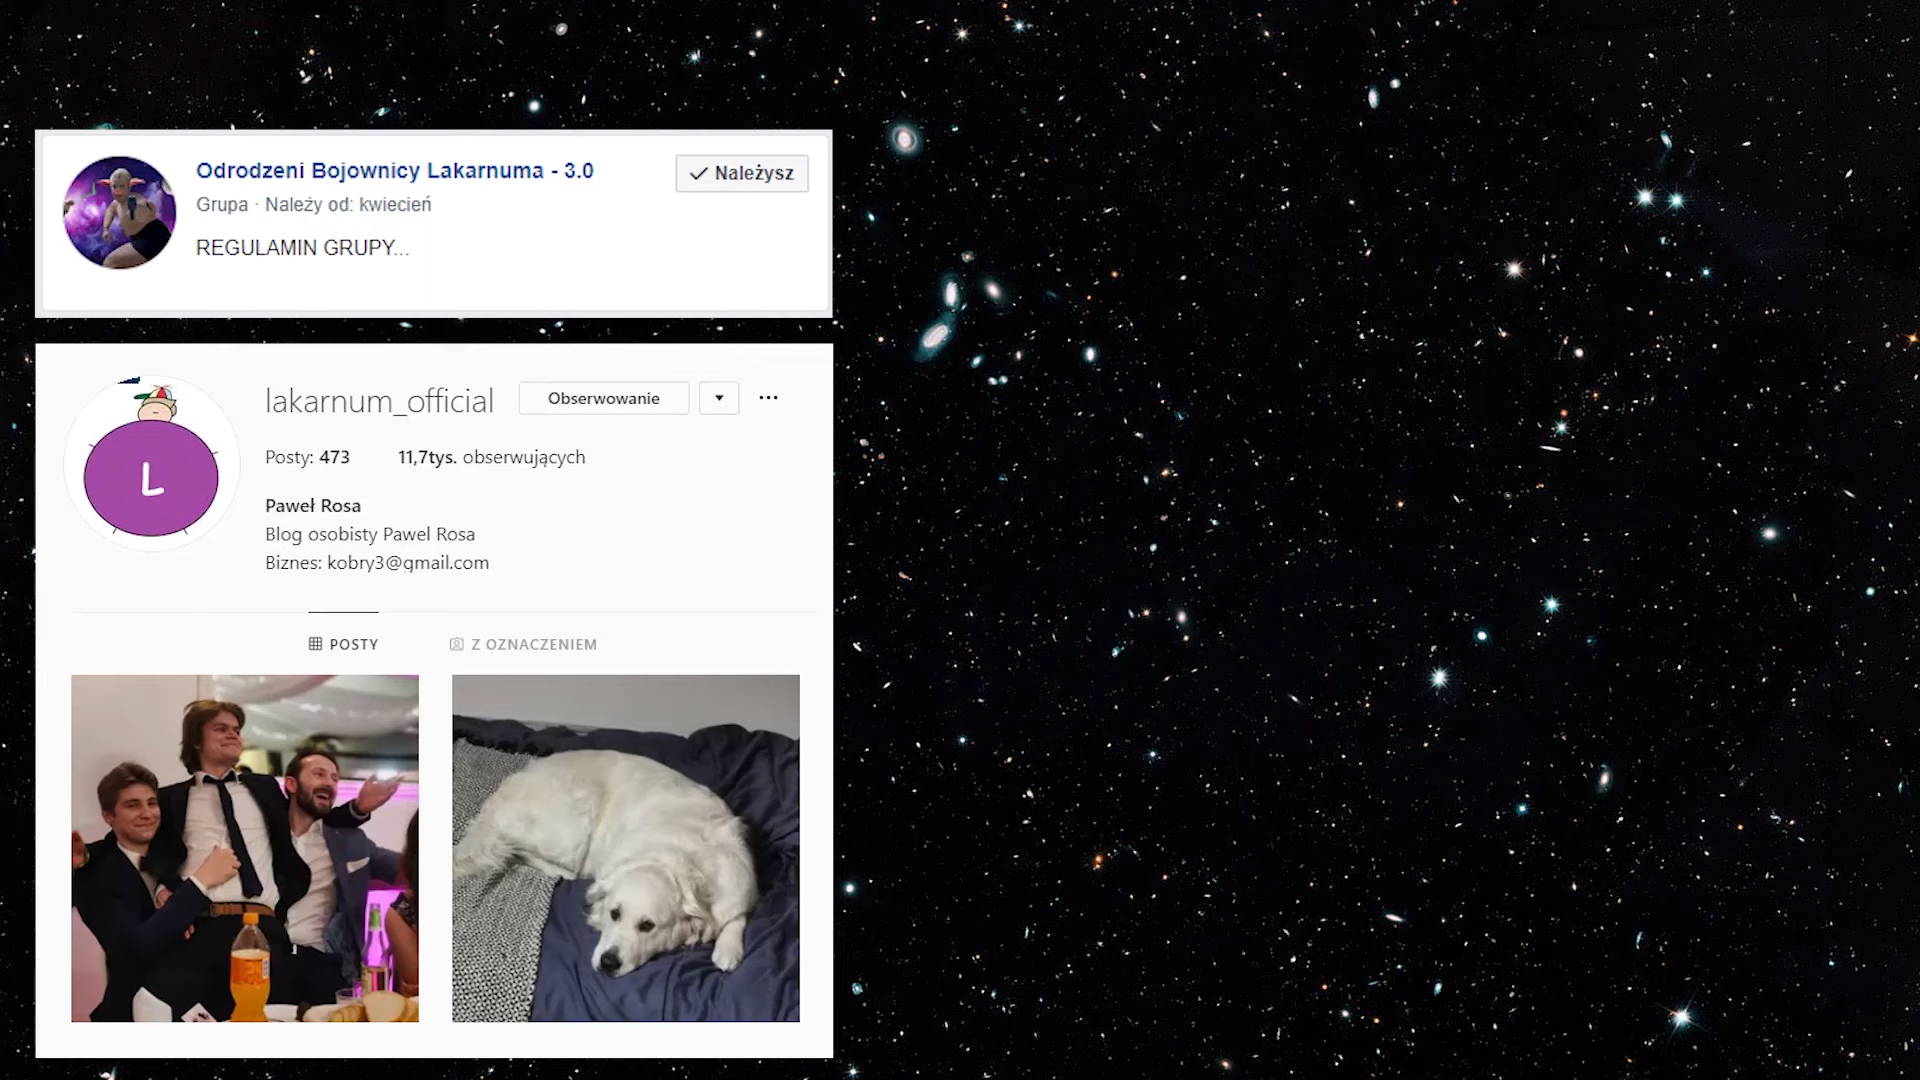 Odrodzeni Bojownicy Lakarnuma - 3.0
Należysz
Grupa · Należy od: kwiecień
REGULAMIN GRUPY...
lakarnum_official
Obserwowanie
Posty: 473 11,7tys. obserwujących
Paweł Rosa
Blog osobisty Pawel Rosa
Biznes: kobry3@gmail.com
POSTY
Z OZNACZENIEM
L